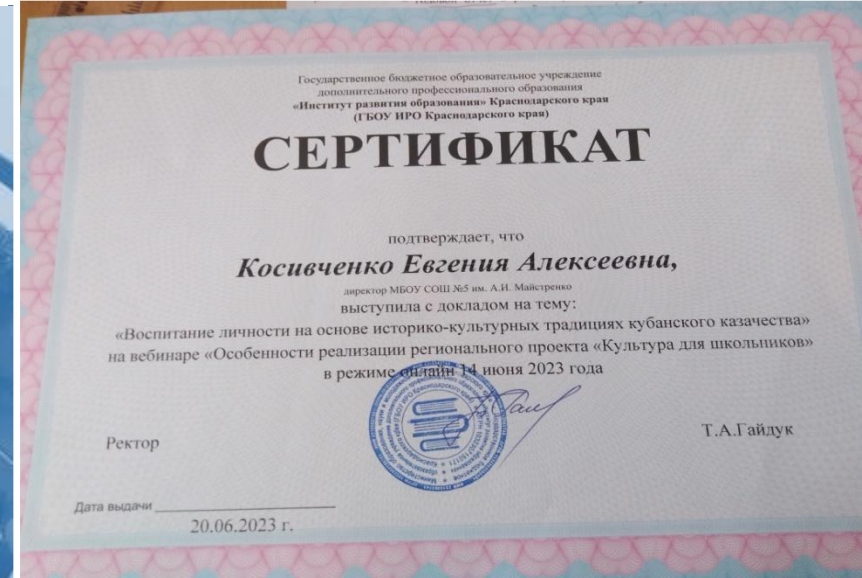 Государственное бюджетное образовательное учреждение
дополнительного профессионального образования
«Институт развития образования» Краснодарского края
(ГБОУ ИРО Краснодарского края)
СЕРТИФИКАТ
подтверждает, что
Косивченко Евгения Алексеевна,
директор МБОУ СОШ №5 им. А.И. Майстренко
выступила с докладом на тему:
«Воспитание личности на основе историко-культурных традициях кубанского казачества»
на вебинаре «Особенности реализации регионального проекта «Культура для школьников»
в режиме онлайн 14 июня 2023 года
Ректор
Т.А.Гайдук
Дата выдачи
20.06.2023 г.